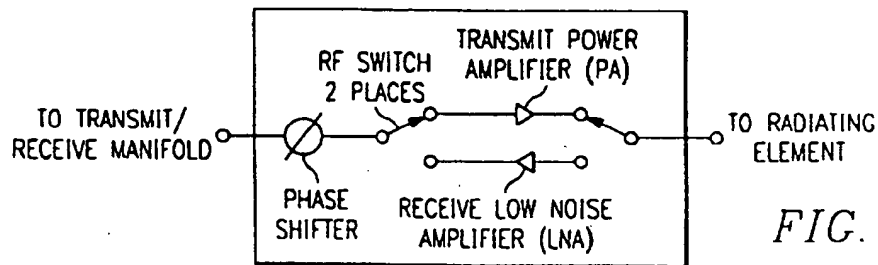 TRANSMIT POWER
AMPLIFIER (PA)
RF SWITCH
2 PLACES
TO TRANSMIT/
RECEIVE MANIFOLD
TO RADIATING
ELEMENT
PHASE
SHIFTER
RECEIVE LOW NOISE
AMPLIFIER (LNA)
FIG.